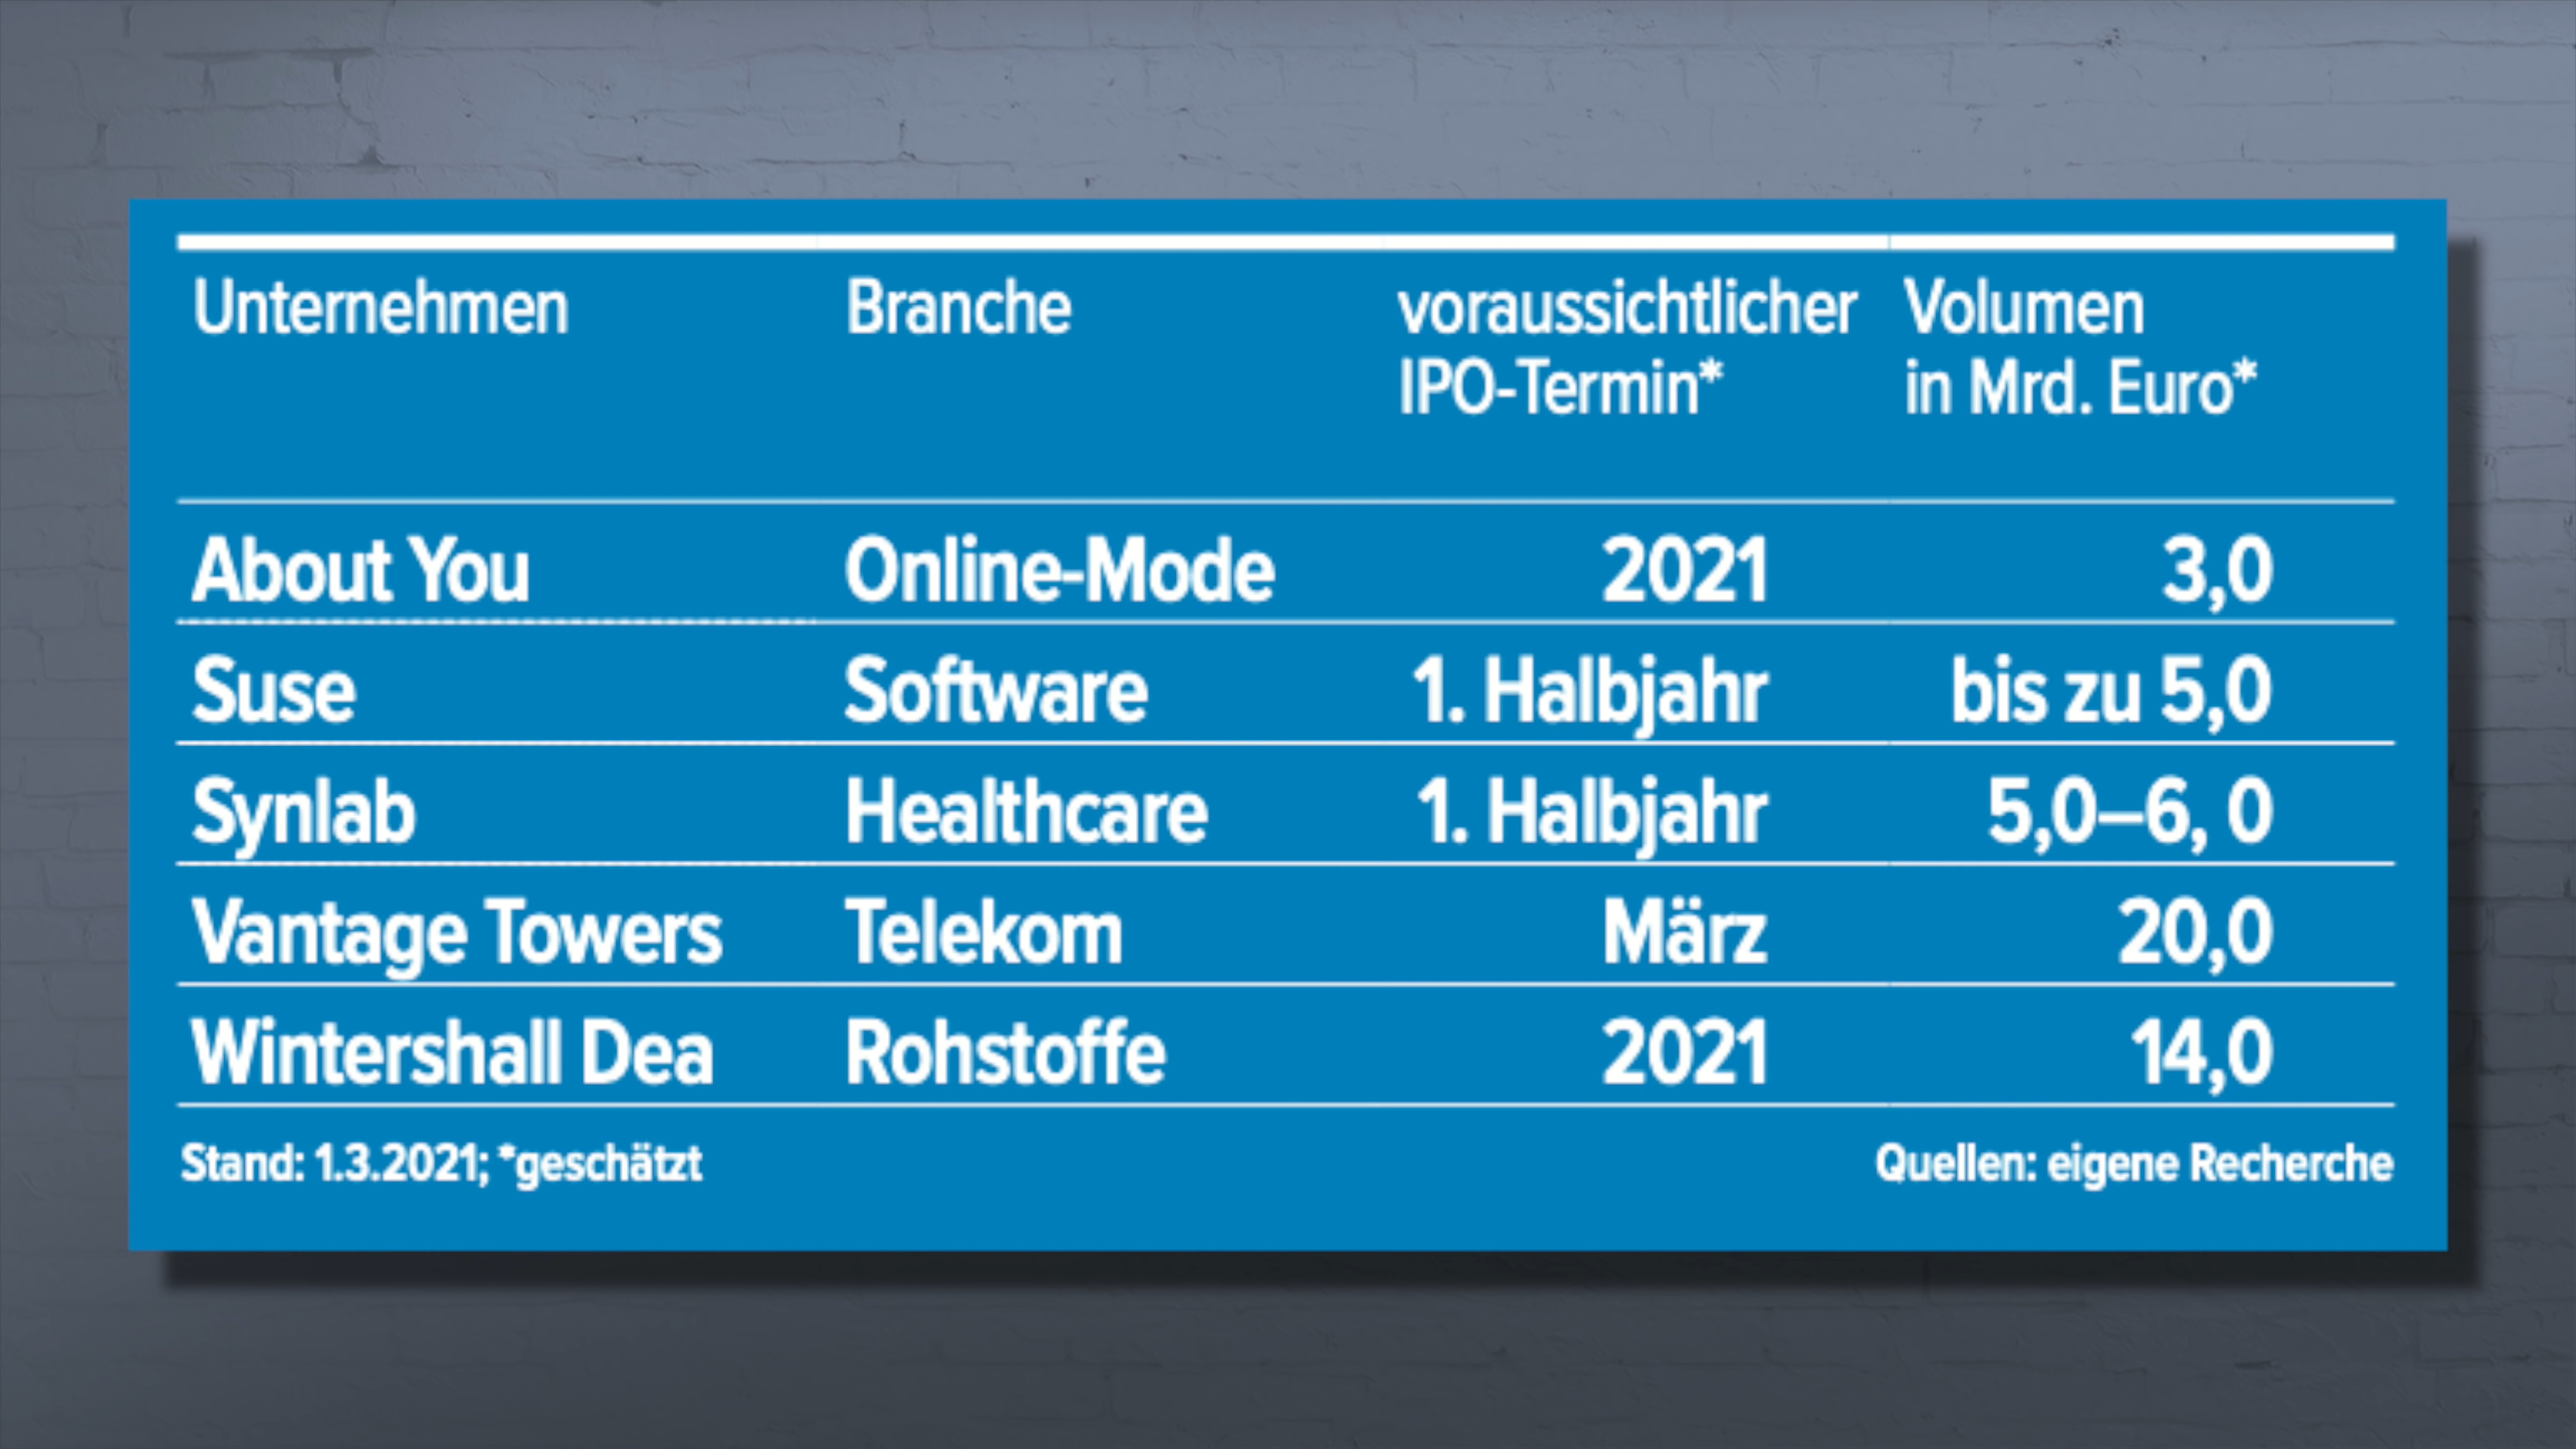 Unternehmen Branche voraussichtlicher IPO-Termin* Volumen in Mrd. Euro*
About You Online-Mode 2021 3,0
Suse Software 1. Halbjahr bis zu 5,0
Synlab Healthcare 1. Halbjahr 5,0–6, 0
Vantage Towers Telekom März 20,0
Wintershall Dea Rohstoffe 2021 14,0
Stand: 1.3.2021; *geschätzt Quellen: eigene Recherche